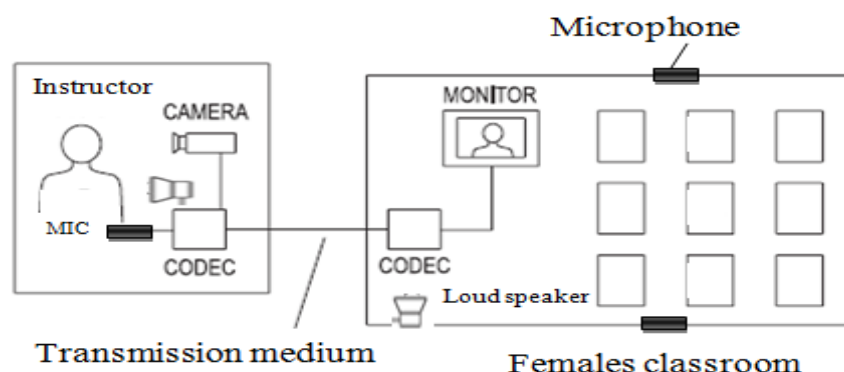 Microphone
Instructor
CAMERA
MONITOR
MIC
CODEC
CODEC
Loud speaker
Transmission medium
Females classroom